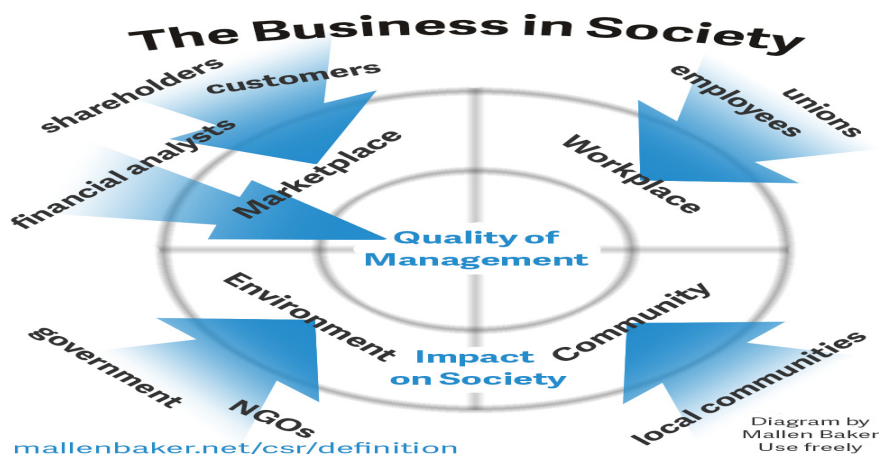 The Business in Society
shareholders
customers
employees
unions
financial analysts
Marketplace
Workplace
Quality of
Management
Environment
Community
Impact
on Society
government
NGOs
local communities
mallenbaker.net/csr/definition
Diagram by
Mallen Baker
Use freely